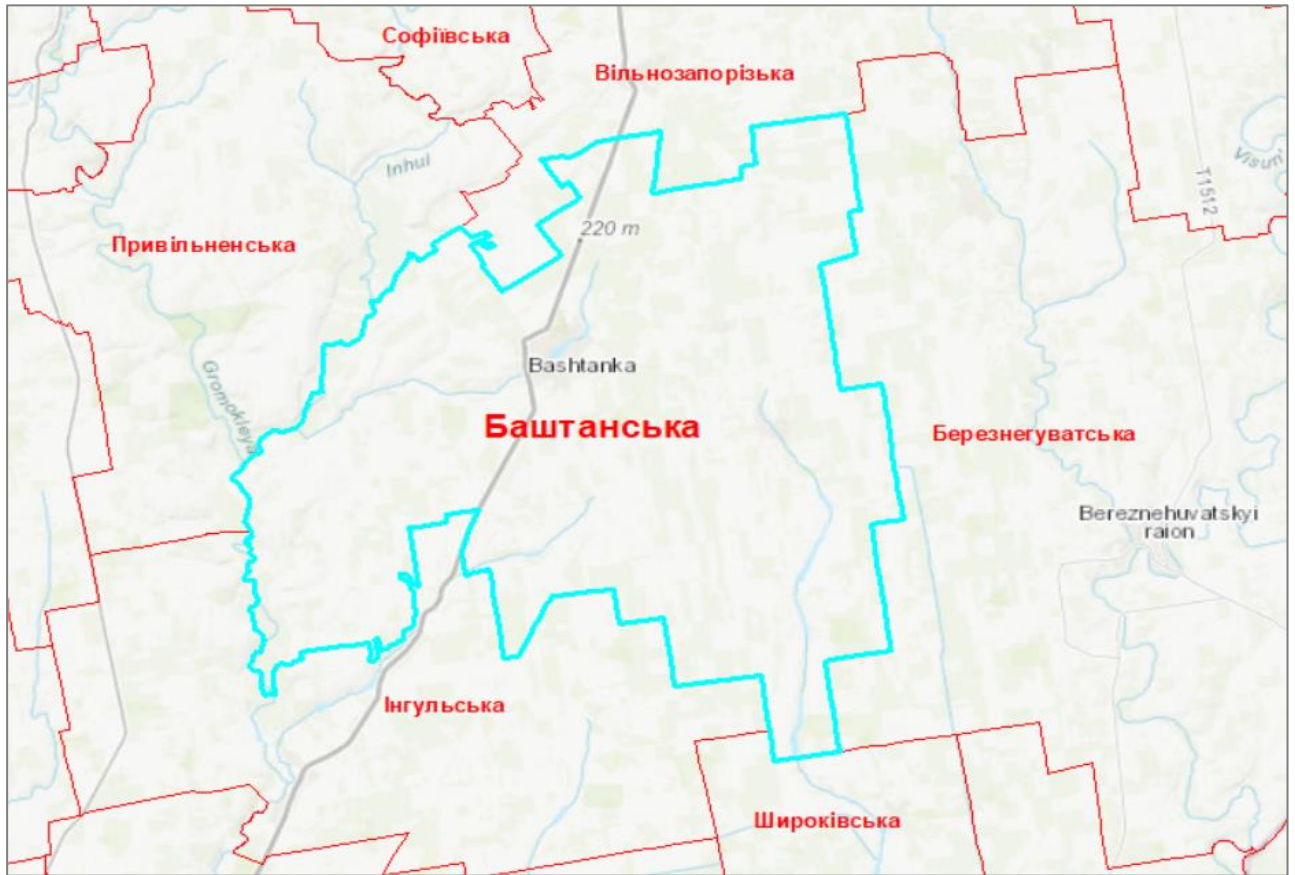 Софіївська
Вільнозапорізька
Inhul
Visun'
T1512
220 m
Привільненська
Gromokleya
Bashtanka
Баштанська
Березнегуватська
Bereznehuvatskyi
raion
Інгульська
Широківська